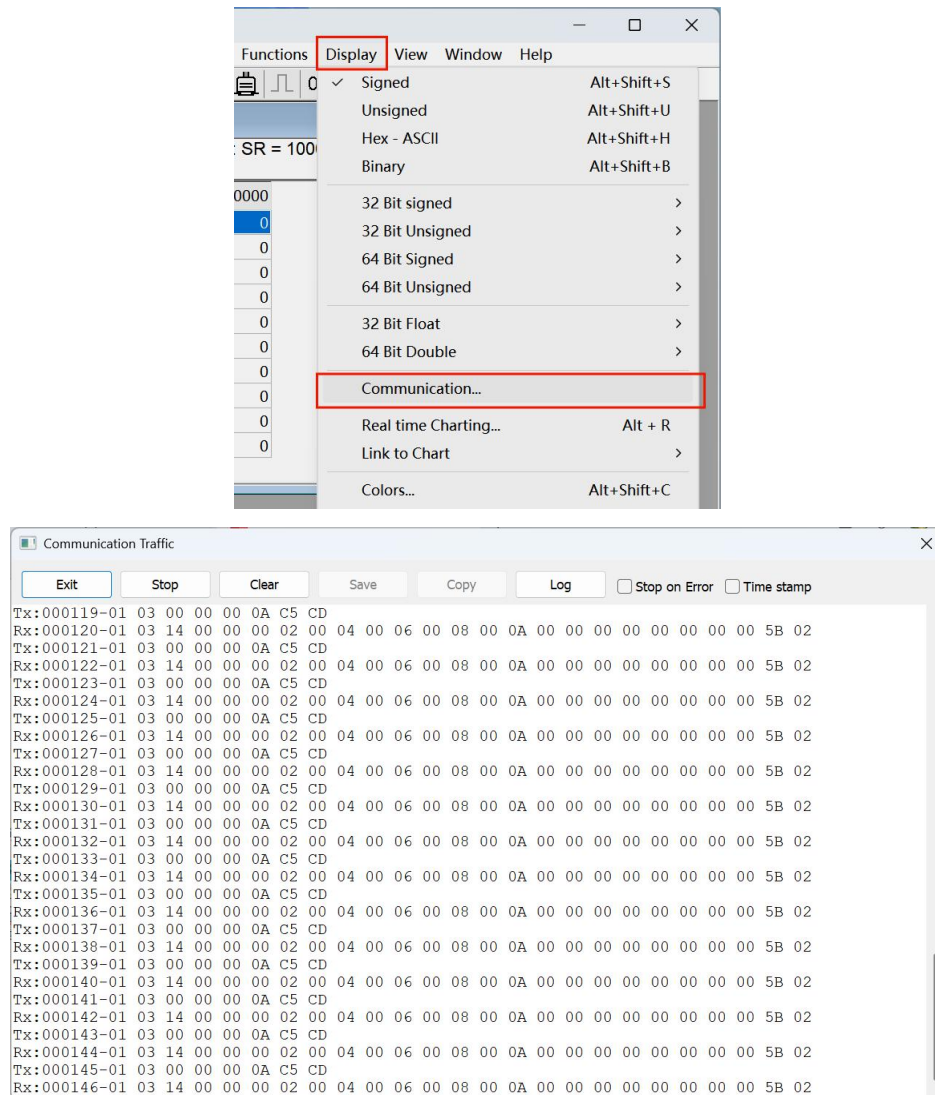 Functions Display View Window Help
Signed Alt+Shift+S
Unsigned Alt+Shift+U
Hex - ASCII Alt+Shift+H
: SR = 100
Binary Alt+Shift+B
0000
32 Bit signed
0
32 Bit Unsigned
0
64 Bit Signed
0
64 Bit Unsigned
0
32 Bit Float
0
64 Bit Double
0
0
Communication...
0
Real time Charting... Alt + R
0
Link to Chart
0
Colors... Alt+Shift+C
Communication Traffic
Exit Stop Clear Save Copy Log Stop on Error Time stamp
Tx:000119-01 03 00 00 00 0A C5 CD
Rx:000120-01 03 14 00 00 00 02 00 04 00 06 00 08 00 0A 00 00 00 00 00 00 00 00 5B 02
Tx:000121-01 03 00 00 00 0A C5 CD
Rx:000122-01 03 14 00 00 00 02 00 04 00 06 00 08 00 0A 00 00 00 00 00 00 00 00 5B 02
Tx:000123-01 03 00 00 00 0A C5 CD
Rx:000124-01 03 14 00 00 00 02 00 04 00 06 00 08 00 0A 00 00 00 00 00 00 00 00 5B 02
Tx:000125-01 03 00 00 00 0A C5 CD
Rx:000126-01 03 14 00 00 00 02 00 04 00 06 00 08 00 0A 00 00 00 00 00 00 00 00 5B 02
Tx:000127-01 03 00 00 00 0A C5 CD
Rx:000128-01 03 14 00 00 00 02 00 04 00 06 00 08 00 0A 00 00 00 00 00 00 00 00 5B 02
Tx:000129-01 03 00 00 00 0A C5 CD
Rx:000130-01 03 14 00 00 00 02 00 04 00 06 00 08 00 0A 00 00 00 00 00 00 00 00 5B 02
Tx:000131-01 03 00 00 00 0A C5 CD
Rx:000132-01 03 14 00 00 00 02 00 04 00 06 00 08 00 0A 00 00 00 00 00 00 00 00 5B 02
Tx:000133-01 03 00 00 00 0A C5 CD
Rx:000134-01 03 14 00 00 00 02 00 04 00 06 00 08 00 0A 00 00 00 00 00 00 00 00 5B 02
Tx:000135-01 03 00 00 00 0A C5 CD
Rx:000136-01 03 14 00 00 00 02 00 04 00 06 00 08 00 0A 00 00 00 00 00 00 00 00 5B 02
Tx:000137-01 03 00 00 00 0A C5 CD
Rx:000138-01 03 14 00 00 00 02 00 04 00 06 00 08 00 0A 00 00 00 00 00 00 00 00 5B 02
Tx:000139-01 03 00 00 00 0A C5 CD
Rx:000140-01 03 14 00 00 00 02 00 04 00 06 00 08 00 0A 00 00 00 00 00 00 00 00 5B 02
Tx:000141-01 03 00 00 00 0A C5 CD
Rx:000142-01 03 14 00 00 00 02 00 04 00 06 00 08 00 0A 00 00 00 00 00 00 00 00 5B 02
Tx:000143-01 03 00 00 00 0A C5 CD
Rx:000144-01 03 14 00 00 00 02 00 04 00 06 00 08 00 0A 00 00 00 00 00 00 00 00 5B 02
Tx:000145-01 03 00 00 00 0A C5 CD
Rx:000146-01 03 14 00 00 00 02 00 04 00 06 00 08 00 0A 00 00 00 00 00 00 00 00 5B 02